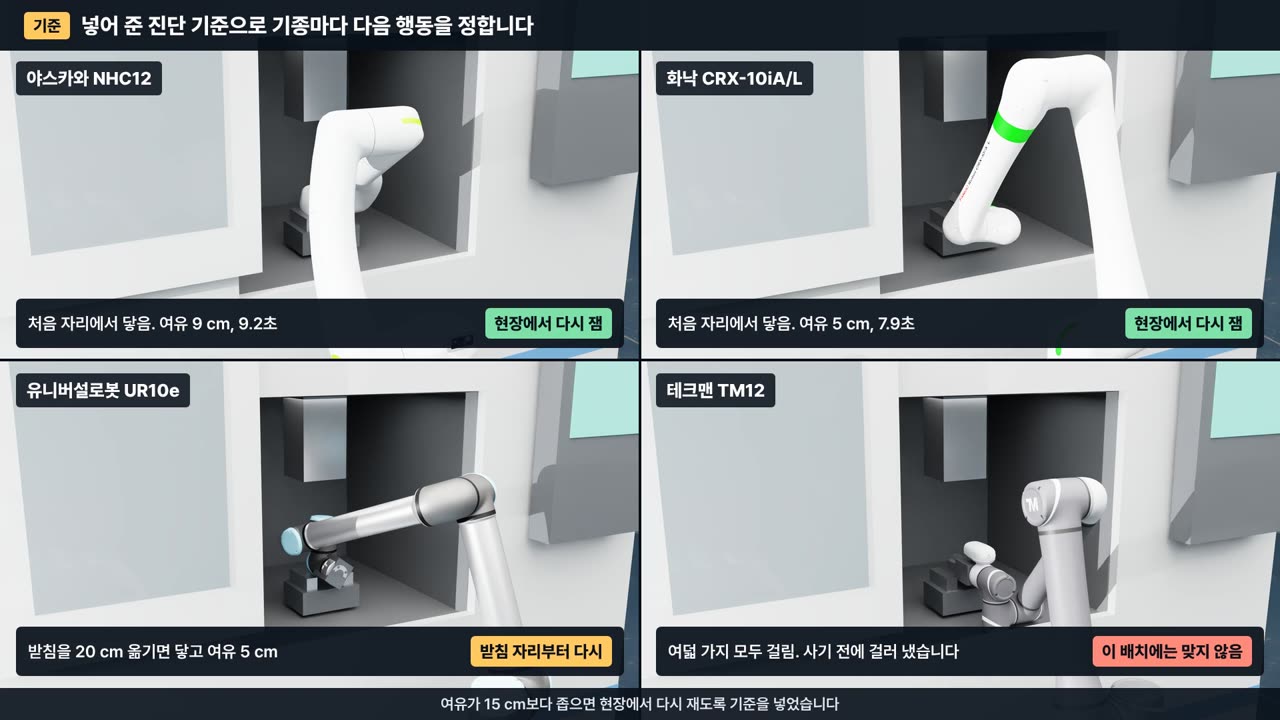 기준 넣어 준 진단 기준으로 기종마다 다음 행동을 정합니다
야스카와 NHC12
화낙 CRX-10iA/L
처음 자리에서 닿음. 여유 9 cm, 9.2초
현장에서 다시 잼
처음 자리에서 닿음. 여유 5 cm, 7.9초
현장에서 다시 잼
유니버설로봇 UR10e
테크맨 TM12
TM
받침을 20 cm 옮기면 닿고 여유 5 cm
받침 자리부터 다시
여덟 가지 모두 걸림. 사기 전에 걸러 냈습니다
이 배치에는 맞지 않음
여유가 15 cm보다 좁으면 현장에서 다시 재도록 기준을 넣었습니다